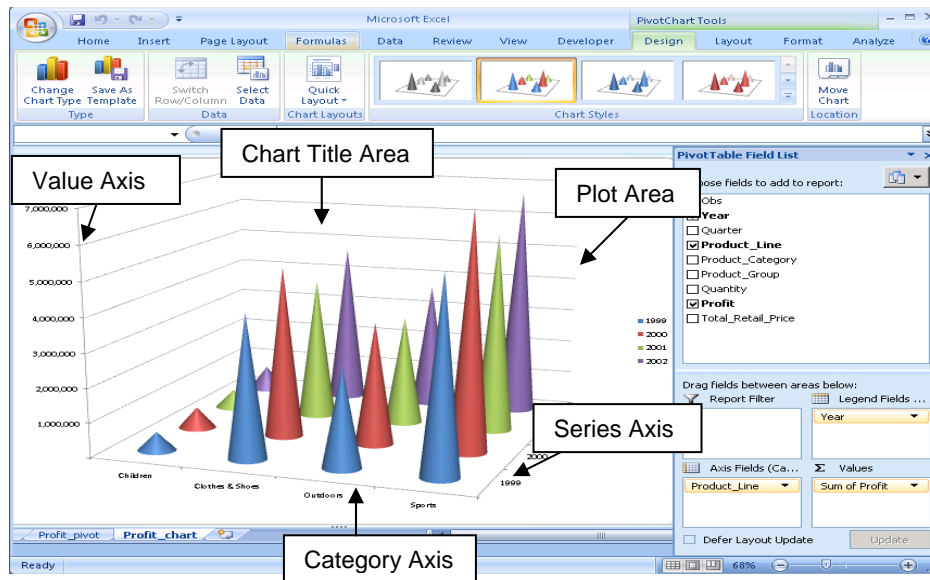 Microsoft Excel
PivotChart Tools
Home Insert Page Layout Formulas Data Review View Developer Design Layout Format Analyze
Change Chart Type
Save As Template
Switch Row/Column
Select Data
Quick Layout
Move Chart
Type Data Chart Layouts Chart Styles Location
Value Axis
Chart Title Area
Plot Area
Series Axis
Category Axis
7,000,000
6,000,000
5,000,000
4,000,000
3,000,000
2,000,000
1,000,000
Children
Clothes & Shoes
Outdoors
Sports
1999
2000
1999
2000
2001
2002
PivotTable Field List
fields to add to report:
Obs
Year
Quarter
Product_Line
Product_Category
Product_Group
Quantity
Profit
Total_Retail_Price
Drag fields between areas below:
Report Filter
Legend Fields ...
Year
Axis Fields (Ca...
Σ Values
Product_Line
Sum of Profit
Defer Layout Update
Update
Profit_pivot Profit_chart
Ready
68%